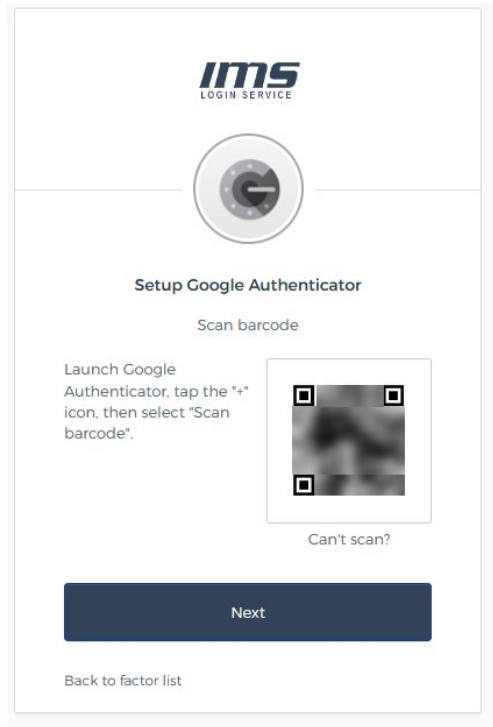 IMS
LOGIN SERVICE
Setup Google Authenticator
Scan barcode
Launch Google
Authenticator, tap the "+"
icon, then select "Scan
barcode".
Can't scan?
Next
Back to factor list